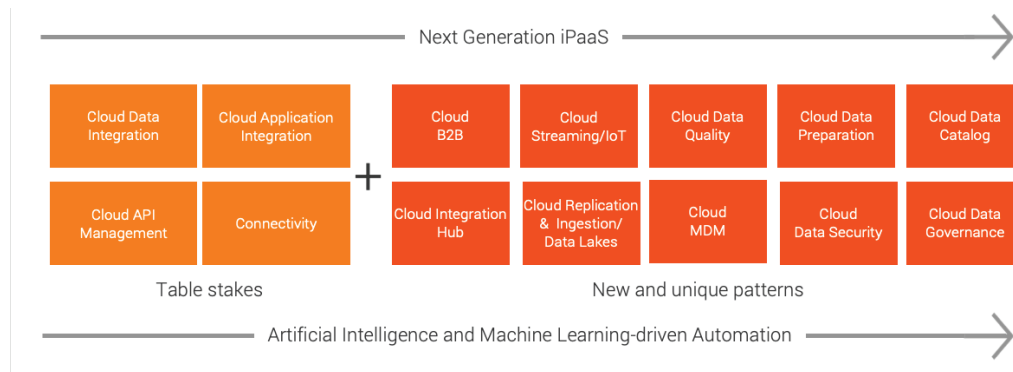 Next Generation iPaaS
Cloud Data
Integration
Cloud Application
Integration
Cloud
B2B
Cloud
Streaming/IoT
Cloud Data
Quality
Cloud Data
Preparation
Cloud Data
Catalog
+
Cloud API
Management
Connectivity
Cloud Integration
Hub
Cloud Replication
& Ingestion/
Data Lakes
Cloud
MDM
Cloud
Data Security
Cloud Data
Governance
Table stakes
New and unique patterns
Artificial Intelligence and Machine Learning-driven Automation